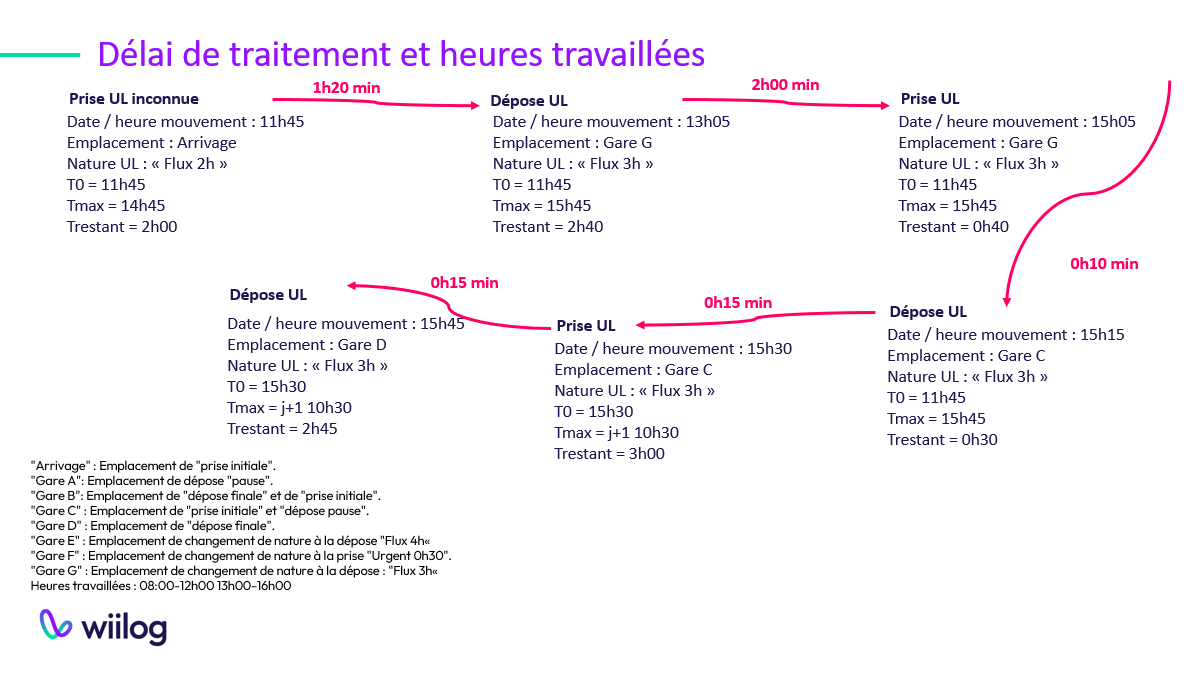 Délai de traitement et heures travaillées
1h20 min
2h00 min
Prise UL inconnue
Date / heure mouvement : 11h45
Emplacement : Arrivage
Nature UL : « Flux 2h »
T0 = 11h45
Tmax = 14h45
Trestant = 2h00
Dépose UL
Date / heure mouvement : 13h05
Emplacement : Gare G
Nature UL : « Flux 3h »
T0 = 11h45
Tmax = 15h45
Trestant = 2h40
Prise UL
Date / heure mouvement : 15h05
Emplacement : Gare G
Nature UL : « Flux 3h »
T0 = 11h45
Tmax = 15h45
Trestant = 0h40
0h10 min
Dépose UL
Date / heure mouvement : 15h15
Emplacement : Gare C
Nature UL : « Flux 3h »
T0 = 11h45
Tmax = 15h45
Trestant = 0h30
0h15 min
Prise UL
Date / heure mouvement : 15h30
Emplacement : Gare C
Nature UL : « Flux 3h »
T0 = 15h30
Tmax = j+1 10h30
Trestant = 3h00
0h15 min
Dépose UL
Date / heure mouvement : 15h45
Emplacement : Gare D
Nature UL : « Flux 3h »
T0 = 15h30
Tmax = j+1 10h30
Trestant = 2h45
"Arrivage" : Emplacement de "prise initiale".
"Gare A": Emplacement de dépose "pause".
"Gare B": Emplacement de "dépose finale" et de "prise initiale".
"Gare C" : Emplacement de "prise initiale" et "dépose pause".
"Gare D" : Emplacement de "dépose finale".
"Gare E" : Emplacement de changement de nature à la dépose "Flux 4h«
"Gare F" : Emplacement de changement de nature à la prise "Urgent 0h30".
"Gare G" : Emplacement de changement de nature à la dépose : "Flux 3h«
Heures travaillées : 08:00-12h00 13h00-16h00
wiilog